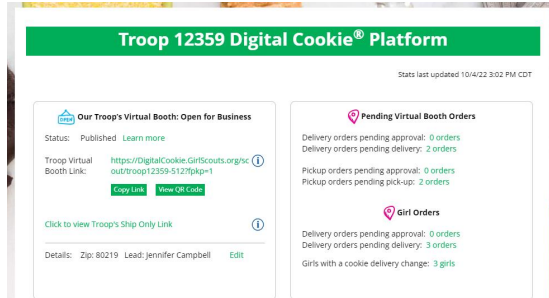 Troop 12359 Digital Cookie® Platform
Stats last updated 10/4/22 3:02 PM CDT
OPEN
Our Troop's Virtual Booth: Open for Business
Status: Published Learn more
Troop Virtual Booth Link:
https://DigitalCookie.GirlScouts.org/sc
out/troop12359-512?fpkp=1
Copy Link View QR Code
Click to view Troop's Ship Only Link
Details: Zip: 80219 Lead: Jennifer Campbell Edit
Pending Virtual Booth Orders
Delivery orders pending approval: 0 orders
Delivery orders pending delivery: 2 orders
Pickup orders pending approval: 0 orders
Pickup orders pending pick-up: 2 orders
Girl Orders
Delivery orders pending approval: 0 orders
Delivery orders pending delivery: 3 orders
Girls with a cookie delivery change: 3 girls